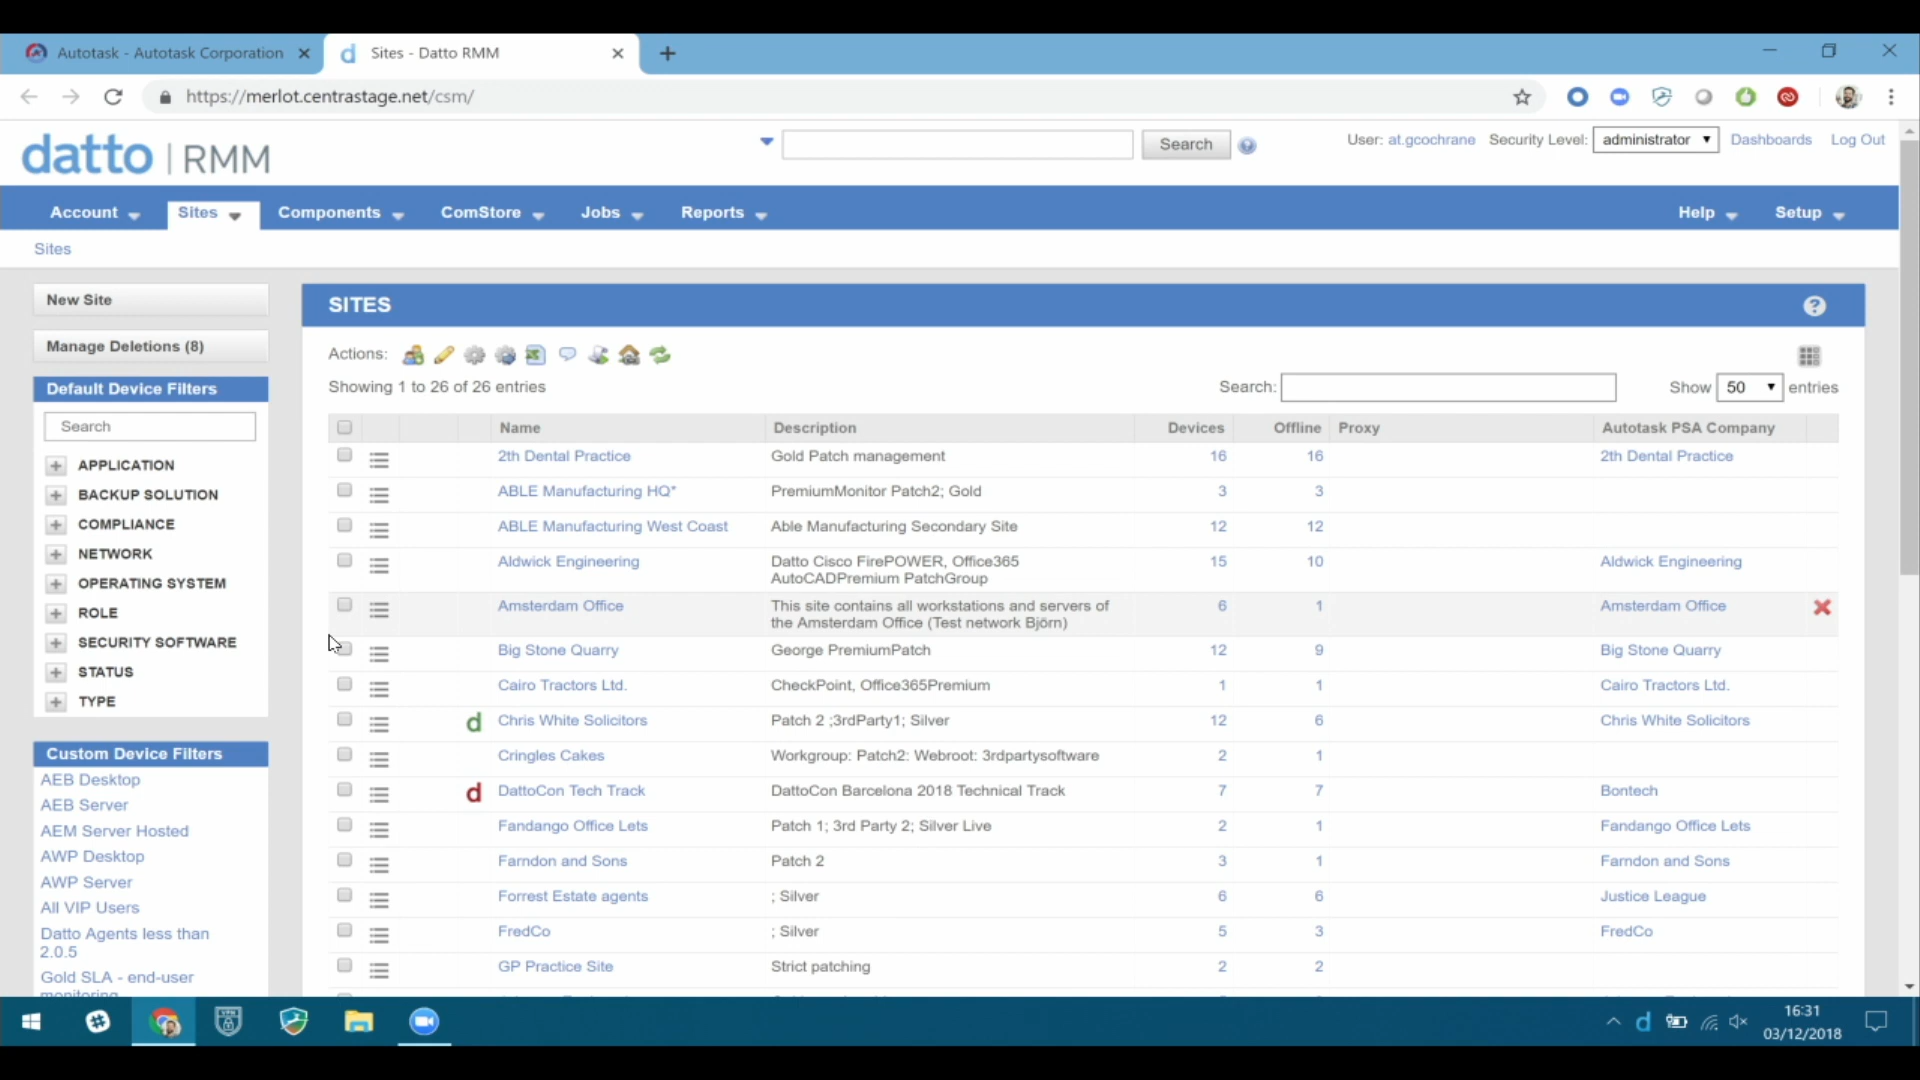 Autotask - Autotask Corporation
Sites - Datto RMM
https://merlot.centrastage.net/csm/
datto | RMM
Search
User: at.gcochrane Security Level: administrator Dashboards Log Out
Account Sites Components ComStore Jobs Reports Help Setup
Sites
New Site
Manage Deletions (8)
Default Device Filters
Search
APPLICATION
BACKUP SOLUTION
COMPLIANCE
NETWORK
OPERATING SYSTEM
ROLE
SECURITY SOFTWARE
STATUS
TYPE
Custom Device Filters
AEB Desktop
AEB Server
AEM Server Hosted
AWP Desktop
AWP Server
All VIP Users
Datto Agents less than
2.0.5
Gold SLA - end-user
monitoring
SITES
Actions:
Showing 1 to 26 of 26 entries
Search:
Show 50 entries
Name Description Devices Offline Proxy Autotask PSA Company
2th Dental Practice Gold Patch management 16 16 2th Dental Practice
ABLE Manufacturing HQ* PremiumMonitor Patch2; Gold 3 3
ABLE Manufacturing West Coast Able Manufacturing Secondary Site 12 12
Aldwick Engineering Datto Cisco FirePOWER, Office365 15 10 Aldwick Engineering
AutoCADPremium PatchGroup
Amsterdam Office This site contains all workstations and servers of 6 1 Amsterdam Office
the Amsterdam Office (Test network Björn)
Big Stone Quarry George PremiumPatch 12 9 Big Stone Quarry
Cairo Tractors Ltd. CheckPoint, Office365Premium 1 1 Cairo Tractors Ltd.
d Chris White Solicitors Patch 2 ;3rdParty1; Silver 12 6 Chris White Solicitors
Cringles Cakes Workgroup: Patch2: Webroot: 3rdpartysoftware 2 1
d DattoCon Tech Track DattoCon Barcelona 2018 Technical Track 7 7 Bontech
Fandango Office Lets Patch 1; 3rd Party 2; Silver Live 2 1 Fandango Office Lets
Farndon and Sons Patch 2 3 1 Farndon and Sons
Forrest Estate agents ; Silver 6 6 Justice League
FredCo ; Silver 5 3 FredCo
GP Practice Site Strict patching 2 2
16:31
03/12/2018